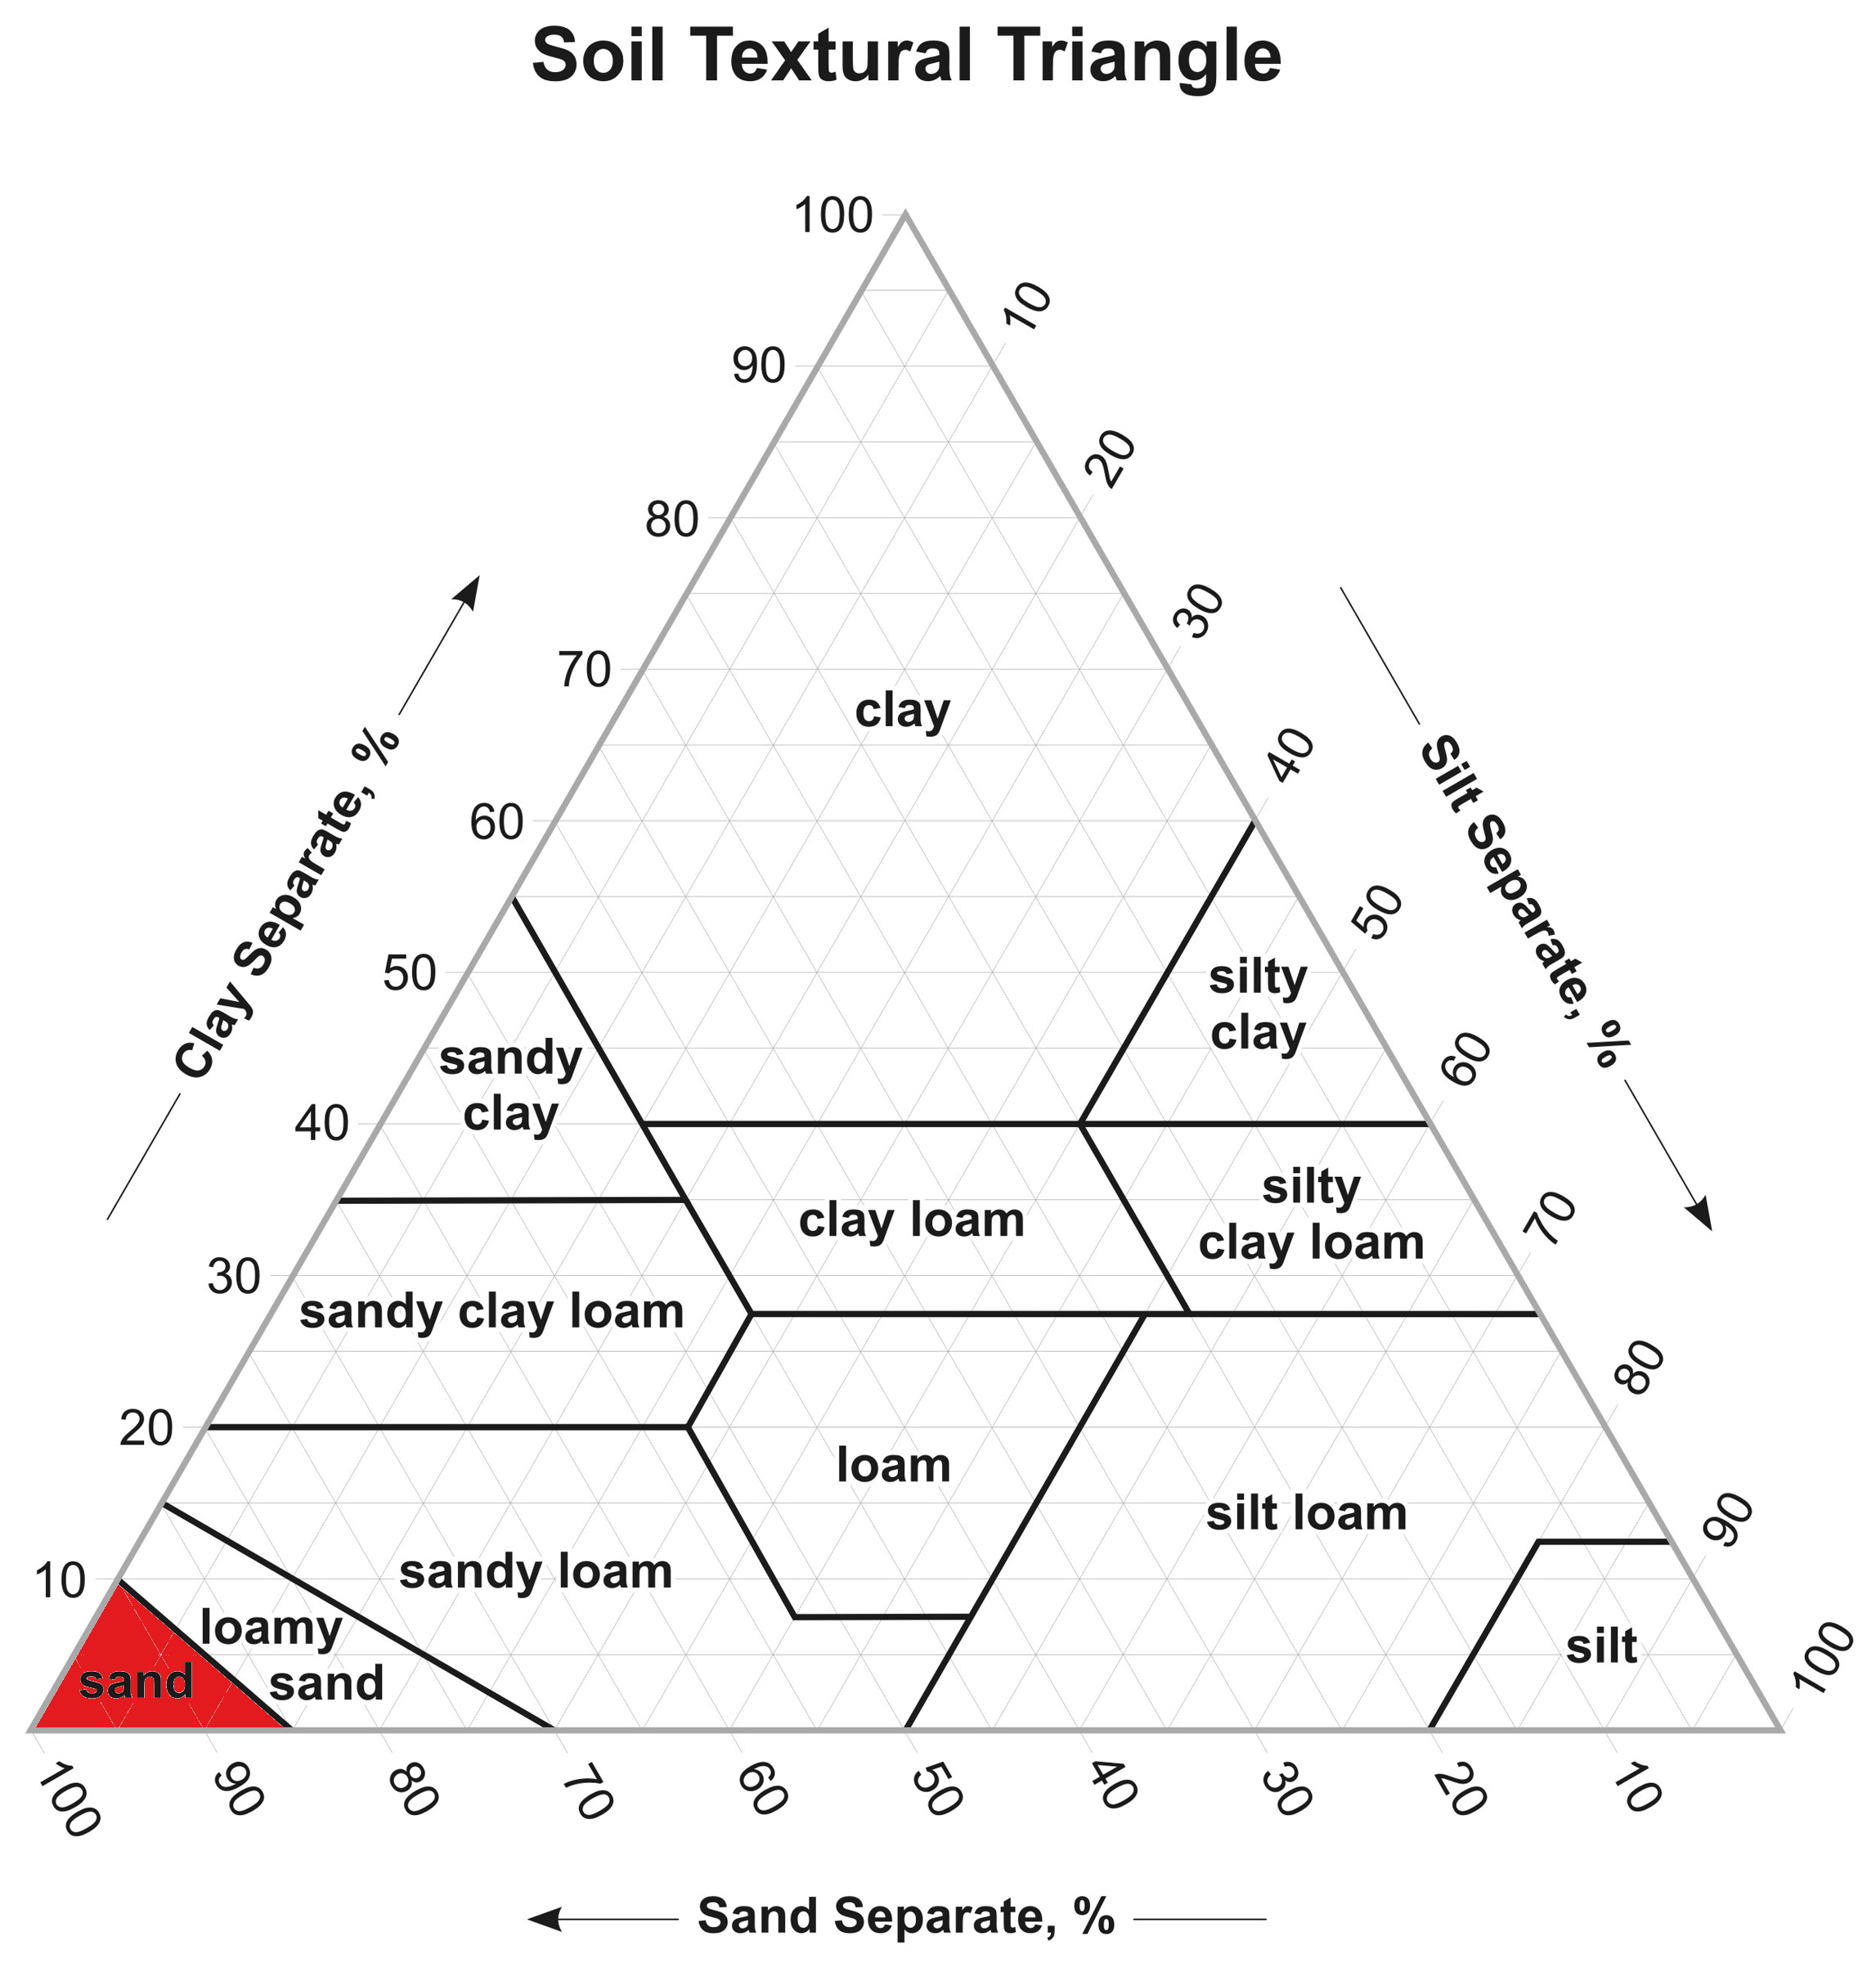 Soil Textural Triangle
100
90
80
70
60
50
40
30
20
10
10
20
30
40
50
60
70
80
90
100
Clay Separate, %
Silt Separate, %
clay
silty
clay
sandy
clay
clay loam
silty
clay loam
sandy clay loam
loam
silt loam
sandy loam
loamy
sand
sand
silt
100
90
80
70
60
50
40
30
20
10
Sand Separate, %